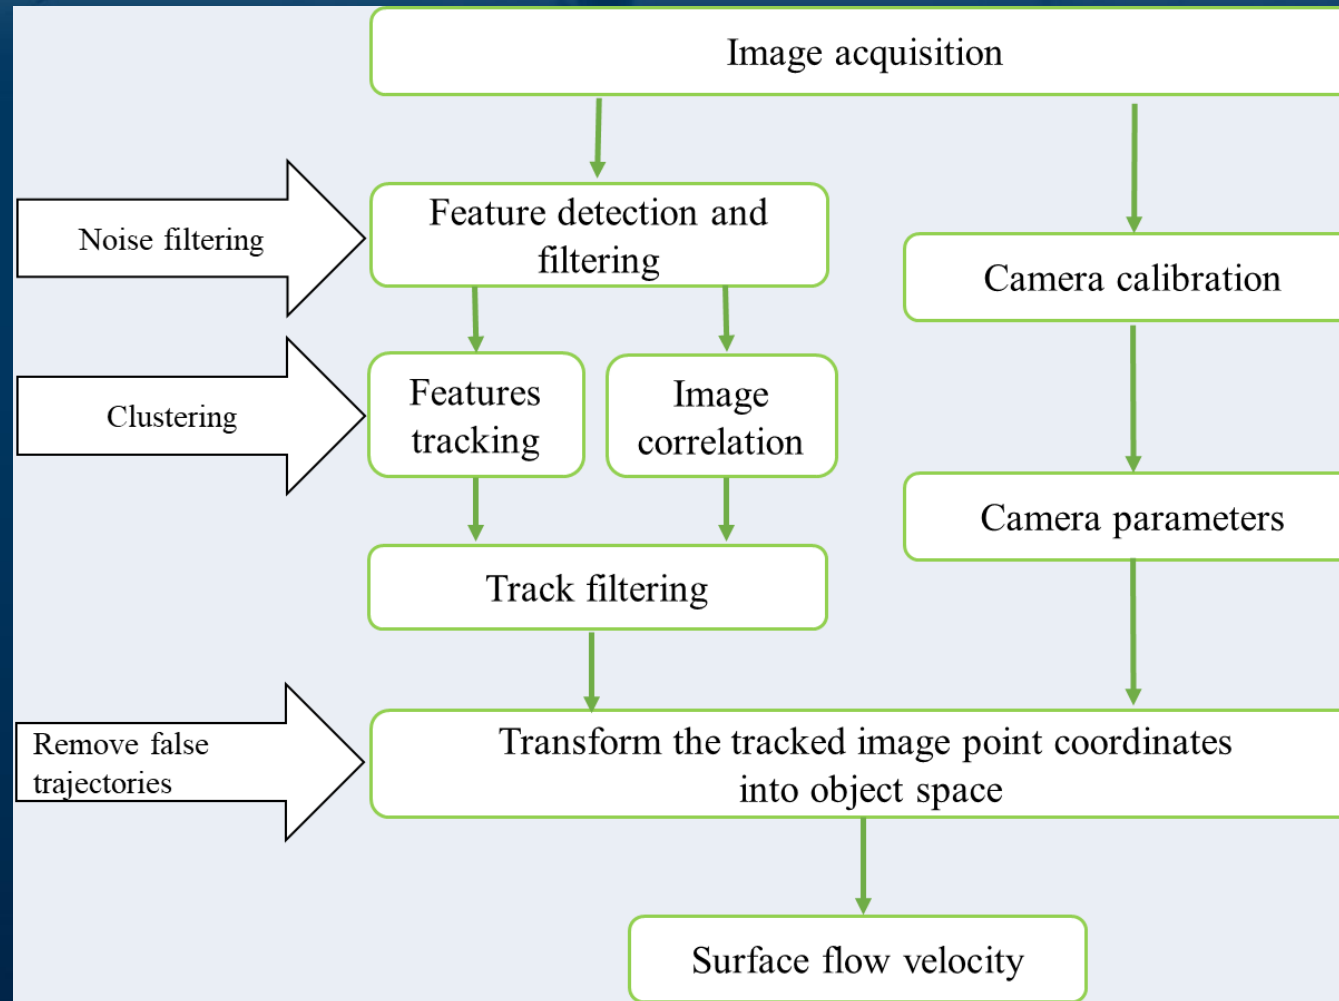 Image acquisition
Noise filtering
Feature detection and
filtering
Camera calibration
Clustering
Features
tracking
Image
correlation
Camera parameters
Track filtering
Remove false
trajectories
Transform the tracked image point coordinates
into object space
Surface flow velocity